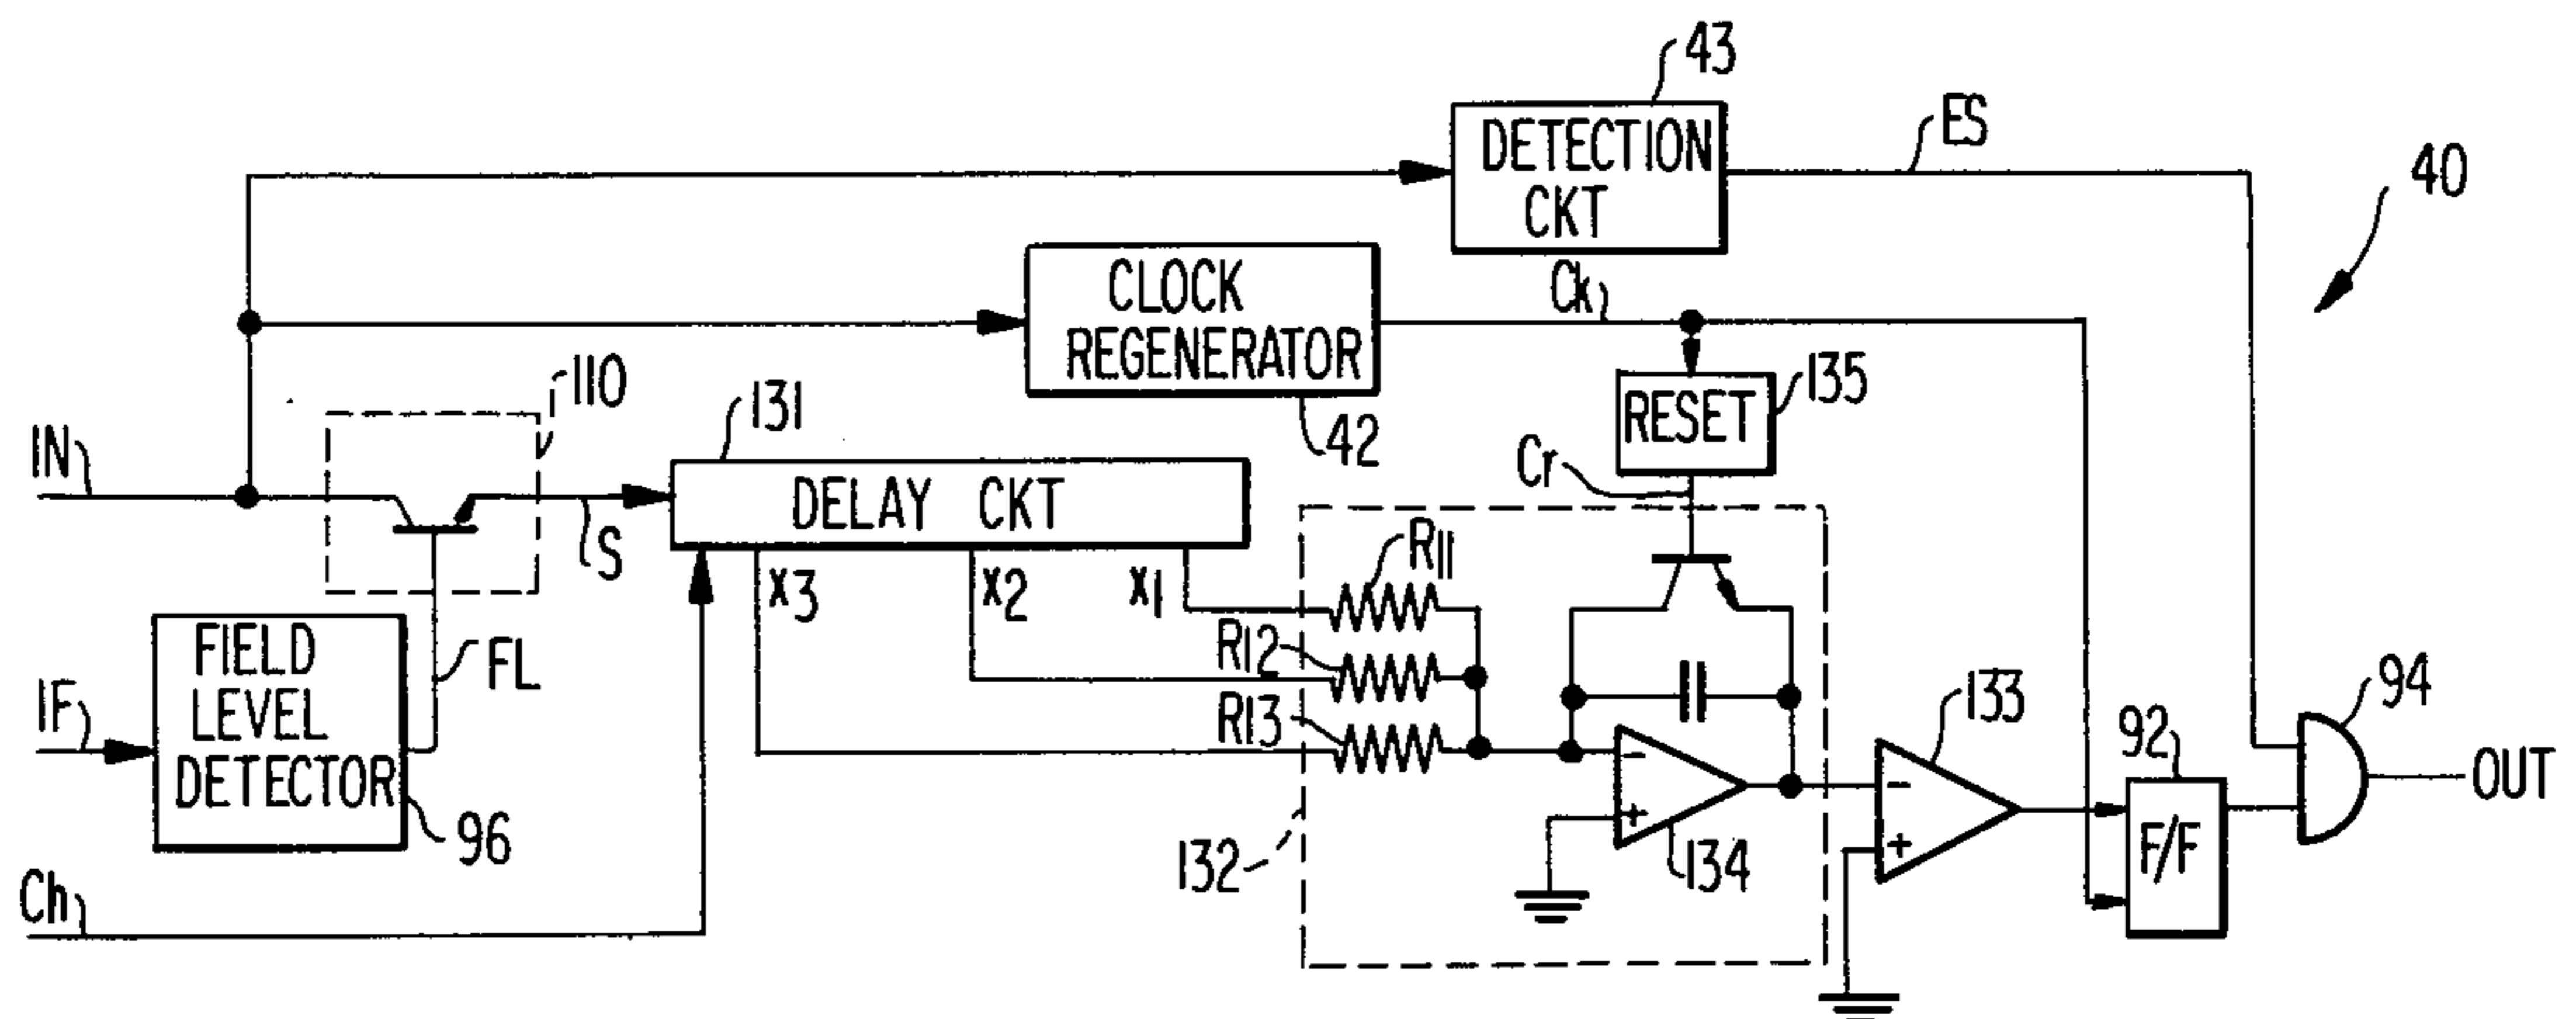 43
DETECTION
CKT
ES
40
CLOCK
REGENERATOR
42
Ck
RESET
135
Cr
110
131
IN
DELAY CKT
S
X3
X2
X1
R11
R12
R13
FIELD
LEVEL
DETECTOR
FL
IF
96
Ch
132
-
+
134
-
+
133
92
F/F
94
OUT